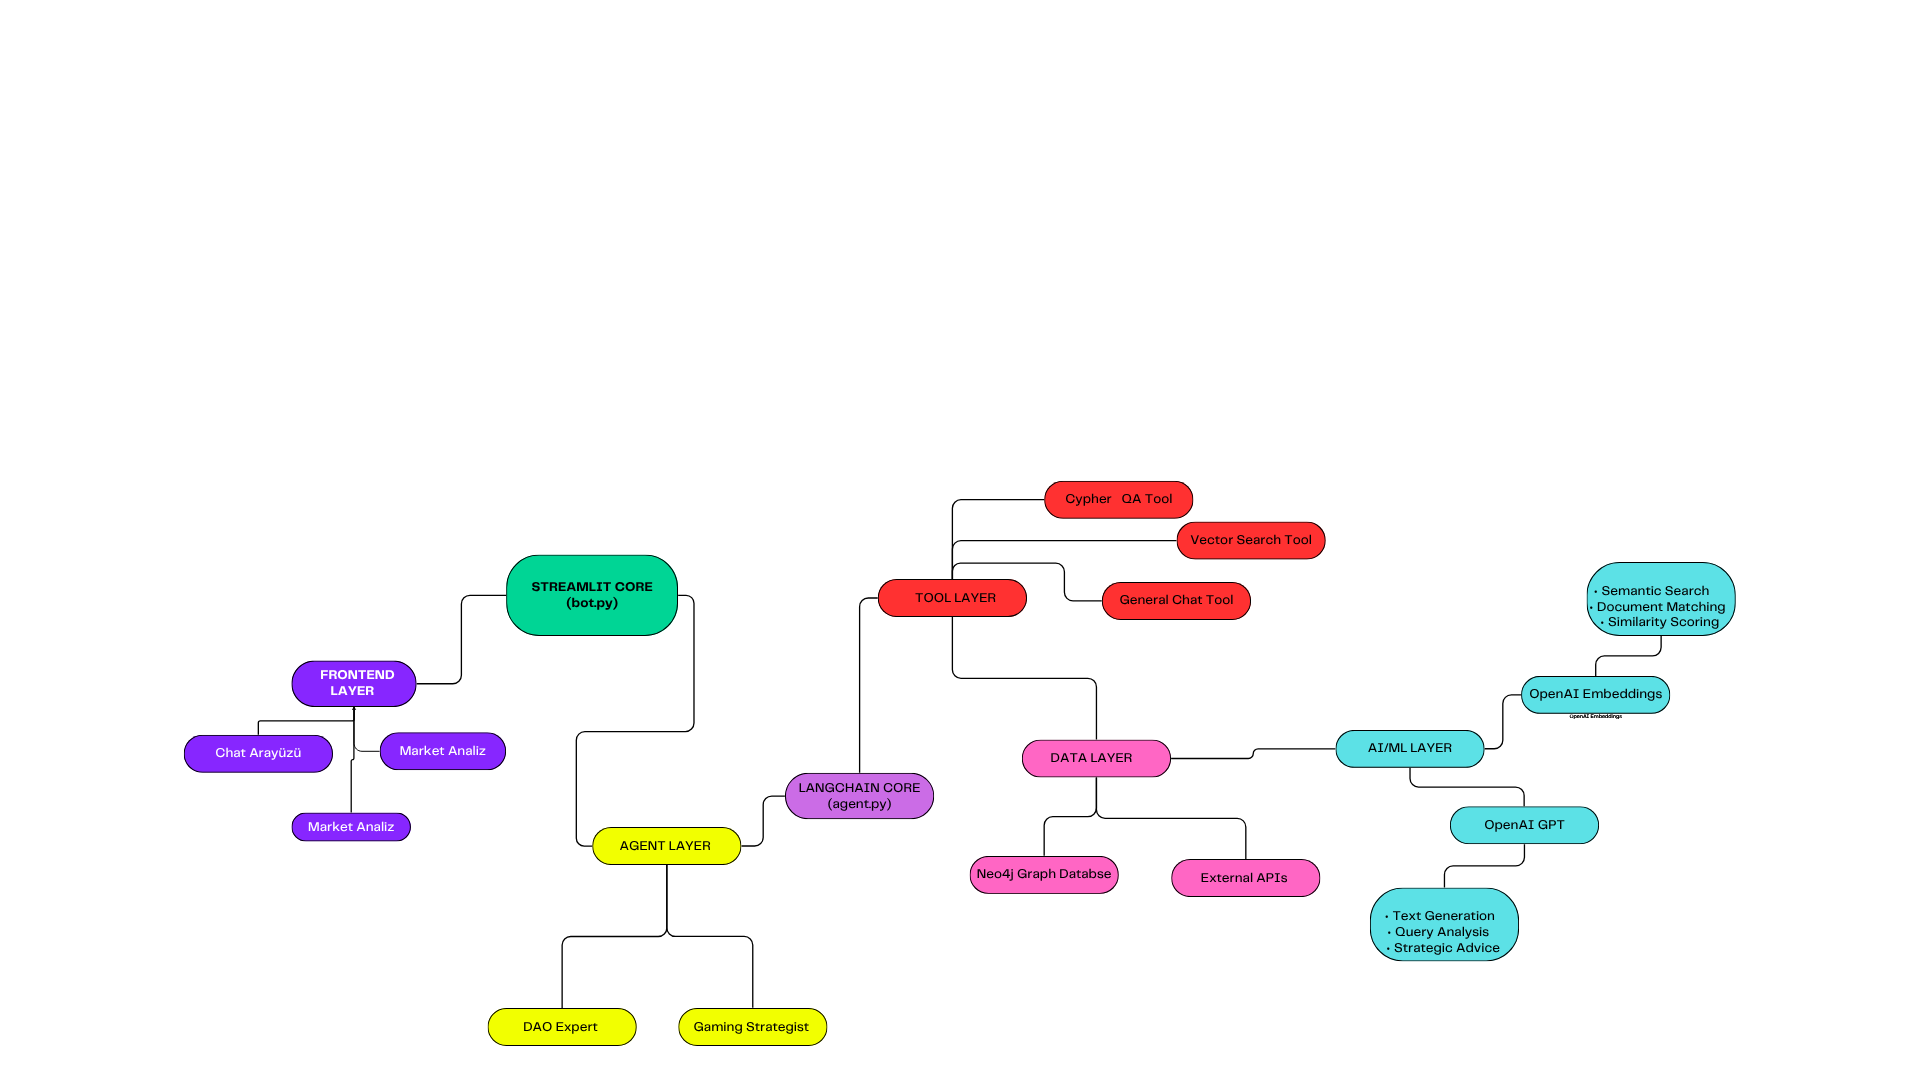 Cypher QA Tool
Vector Search Tool
STREAMLIT CORE
(bot.py)
TOOL LAYER
General Chat Tool
• Semantic Search
• Document Matching
• Similarity Scoring
FRONTEND
LAYER
OpenAI Embeddings
OpenAI Embeddings
Chat Arayüzü
Market Analiz
DATA LAYER
AI/ML LAYER
LANGCHAIN CORE
(agent.py)
Market Analiz
AGENT LAYER
OpenAI GPT
Neo4j Graph Databse
External APIs
• Text Generation
• Query Analysis
• Strategic Advice
DAO Expert
Gaming Strategist